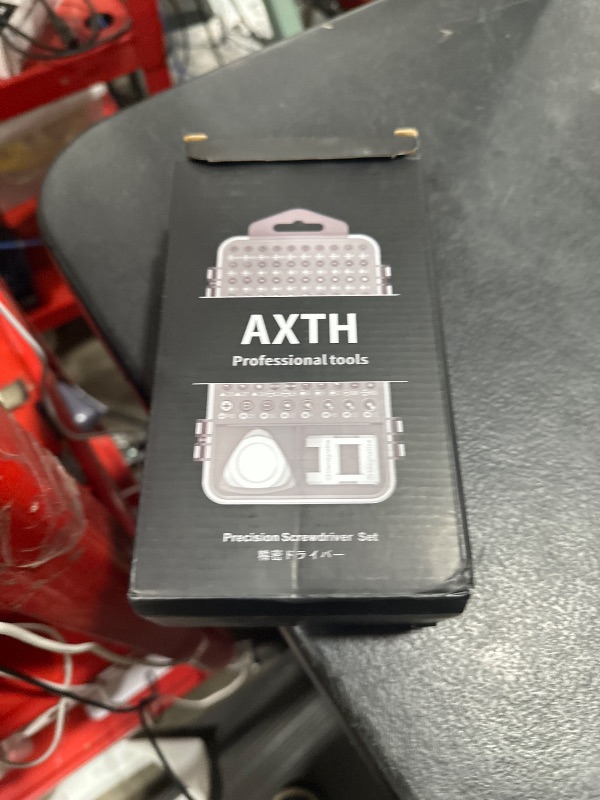 AXTH
Professional tools
Precision Screwdriver Set
精密ドライバー